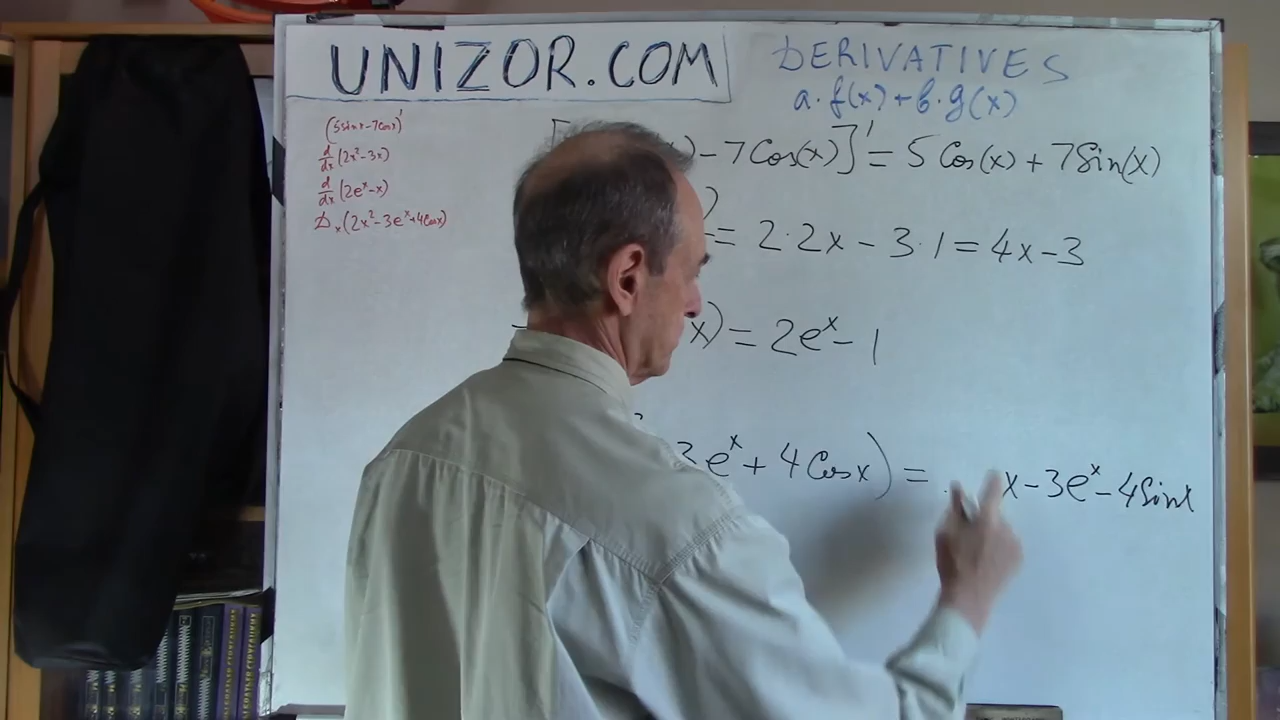 UNIZOR.COM
DERIVATIVES
a·f(x)+b·g(x)
(5sinx-7Cosx)'
d/dx (2x²-3x)
d/dx (2eˣ-x)
Dₓ(2x²-3eˣ+4Cosx)
[ ) -7Cos(x)]' = 5Cos(x)+7Sin(x)
) = 2·2x - 3·1 = 4x-3
x) = 2eˣ - 1
3eˣ + 4Cosx) = x - 3eˣ - 4Sinx